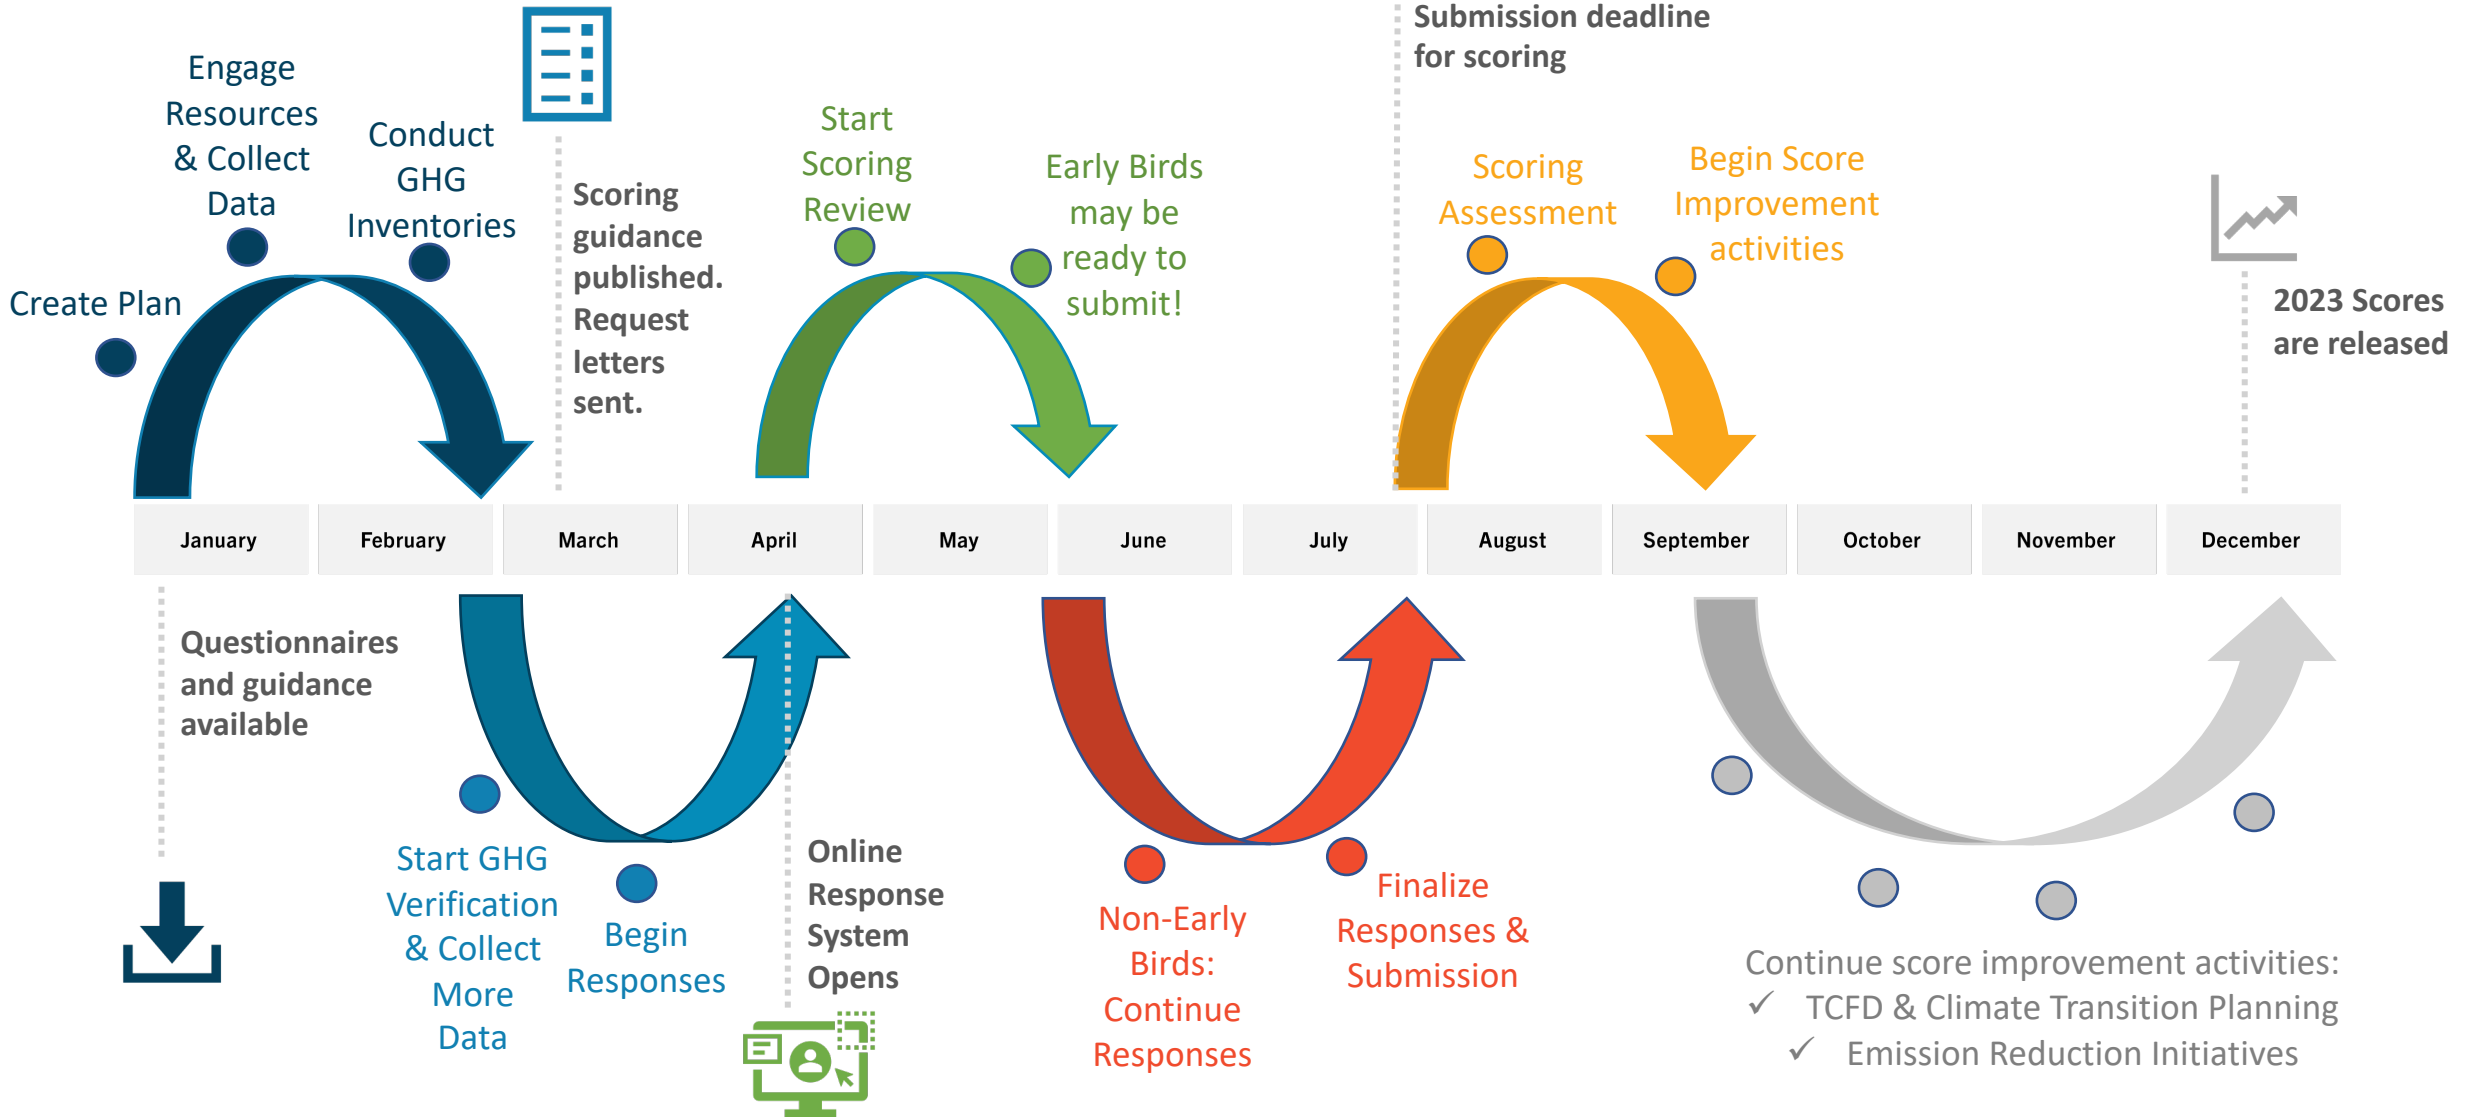 Engage
Resources
& Collect
Data
Conduct
GHG
Inventories
Create Plan
Scoring
guidance
published.
Request
letters
sent.
Start
Scoring
Review
Early Birds
may be
ready to
submit!
Submission deadline
for scoring
Scoring
Assessment
Begin Score
Improvement
activities
2023 Scores
are released
January
February
March
April
May
June
July
August
September
October
November
December
Questionnaires
and guidance
available
Start GHG
Verification
& Collect
More
Data
Begin
Responses
Online
Response
System
Opens
Non-Early
Birds:
Continue
Responses
Finalize
Responses &
Submission
Continue score improvement activities:
✓ TCFD & Climate Transition Planning
✓ Emission Reduction Initiatives